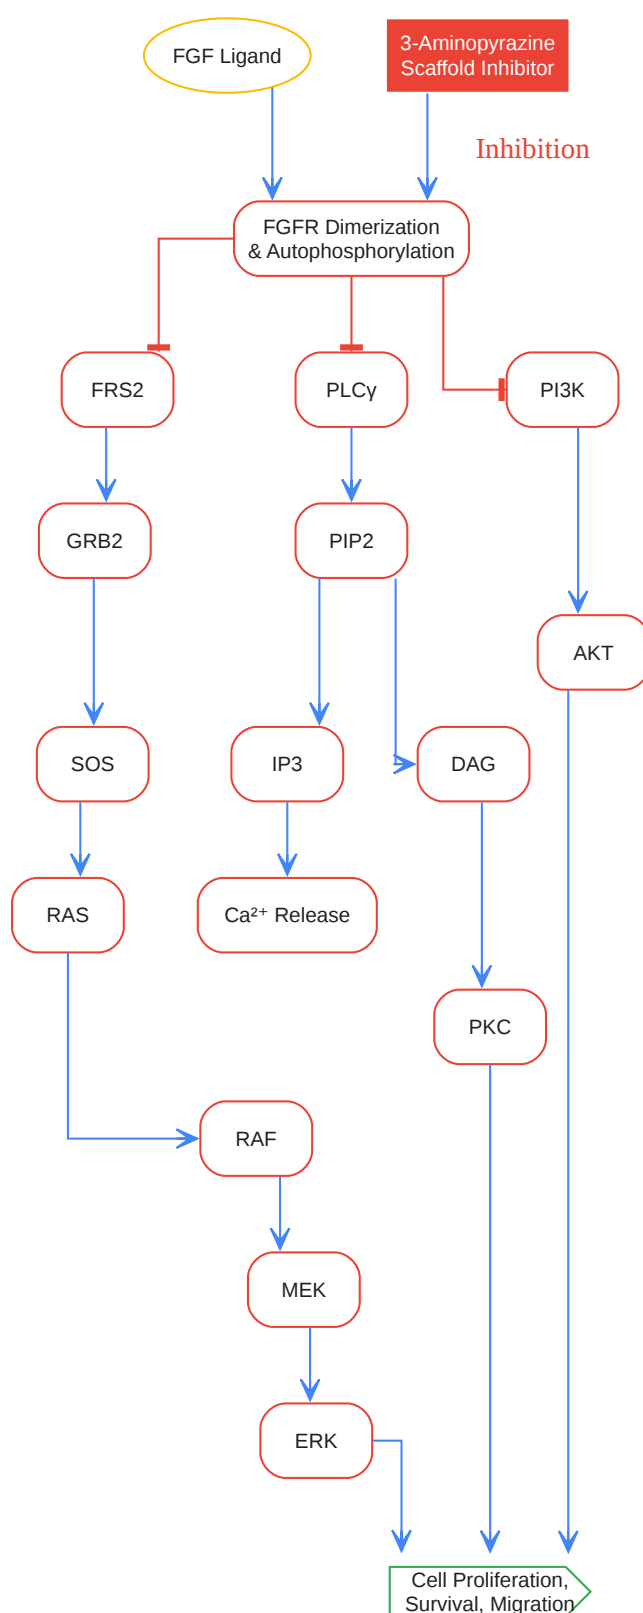 FGF Ligand
3-Aminopyrazine
Scaffold Inhibitor
Inhibition
FGFR Dimerization
& Autophosphorylation
FRS2
PLCγ
PI3K
GRB2
PIP2
AKT
SOS
IP3
DAG
RAS
Ca²⁺ Release
PKC
RAF
MEK
ERK
Cell Proliferation,
Survival, Migration